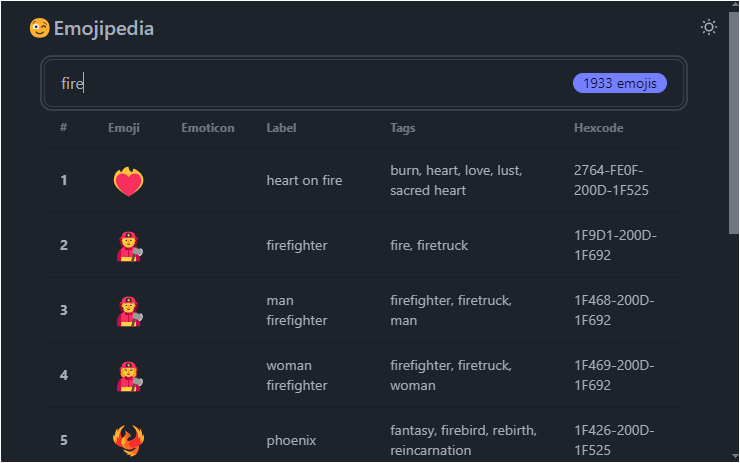 Emojipedia
fire
1933 emojis
# Emoji Emoticon Label Tags Hexcode
1 heart on fire burn, heart, love, lust, 2764-FE0F-
sacred heart 200D-1F525
2 firefighter fire, firetruck 1F9D1-200D-
1F692
3 man firefighter, firetruck, 1F468-200D-
firefighter man 1F692
4 woman firefighter, firetruck, 1F469-200D-
firefighter woman 1F692
5 phoenix fantasy, firebird, rebirth, 1F426-200D-
reincarnation 1F525